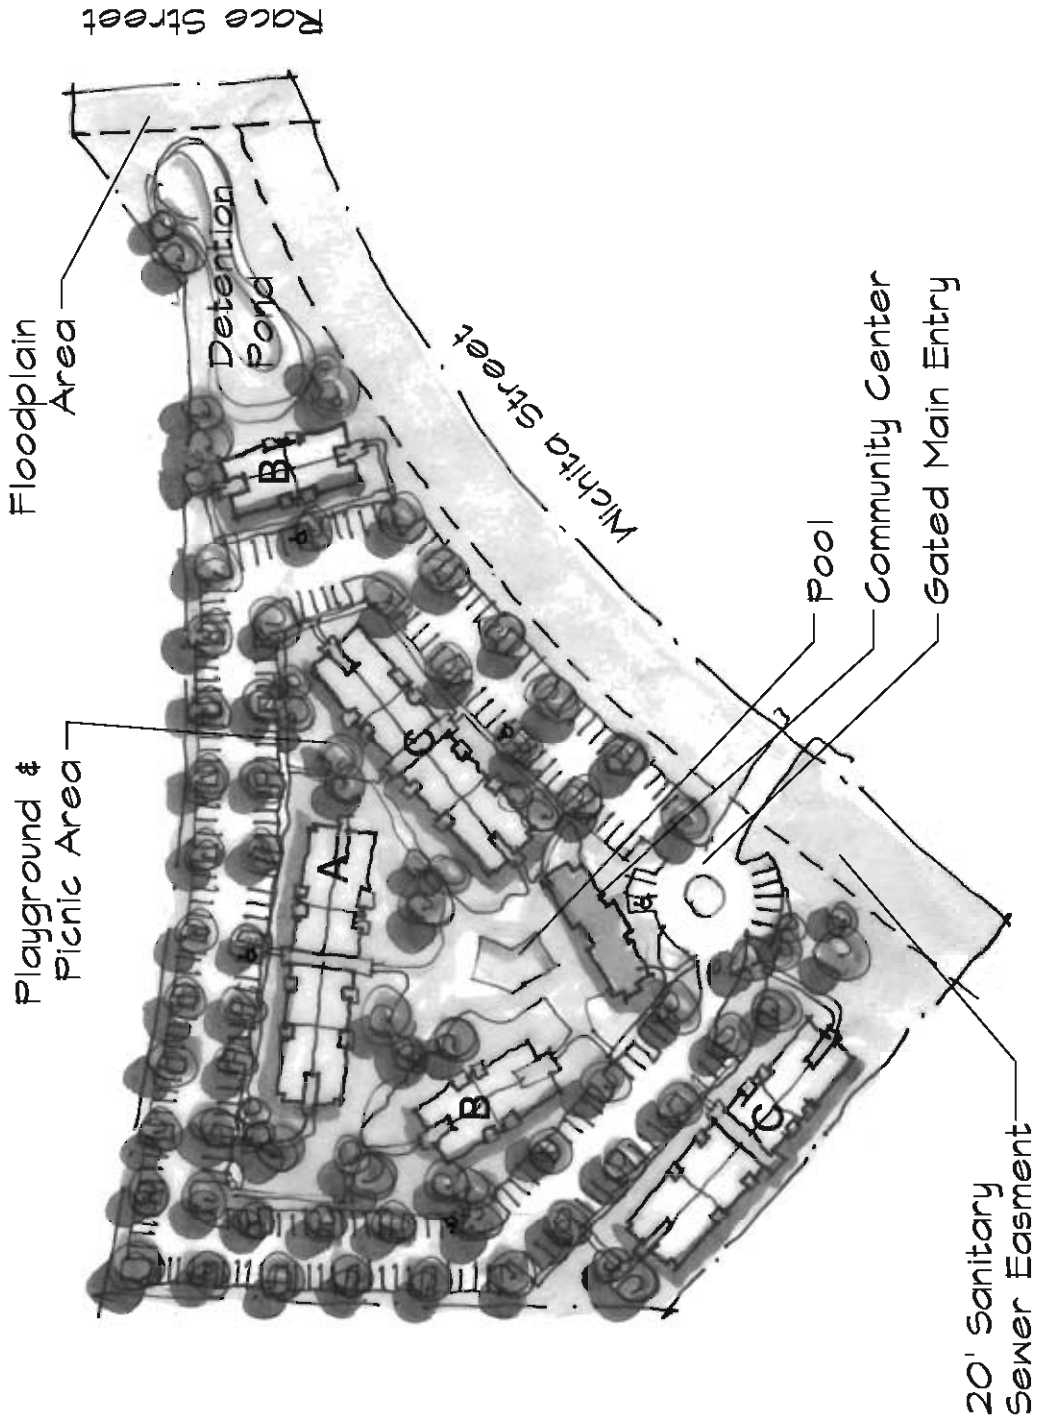 Race Street
Floodplain
Area
Detention
Pond
B
Wichita Street
Playground &
Picnic Area
C
A
Pool
Community Center
Gated Main Entry
B
C
20' Sanitary
Sewer Easment